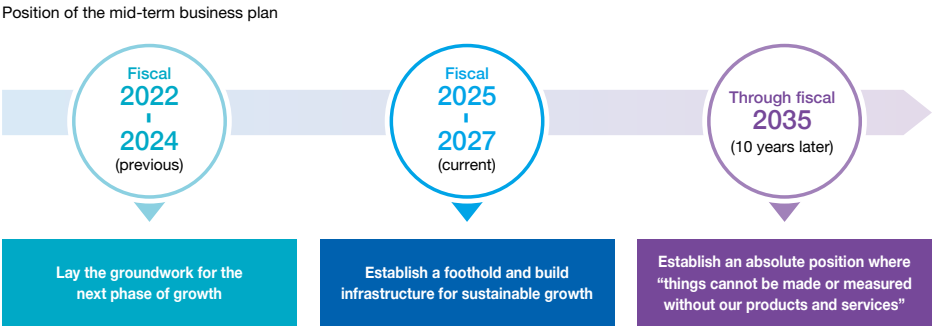 Position of the mid-term business plan
Fiscal
2022
-
2024
(previous)
Fiscal
2025
-
2027
(current)
Through fiscal
2035
(10 years later)
Lay the groundwork for the
next phase of growth
Establish a foothold and build
infrastructure for sustainable growth
Establish an absolute position where
“things cannot be made or measured
without our products and services”